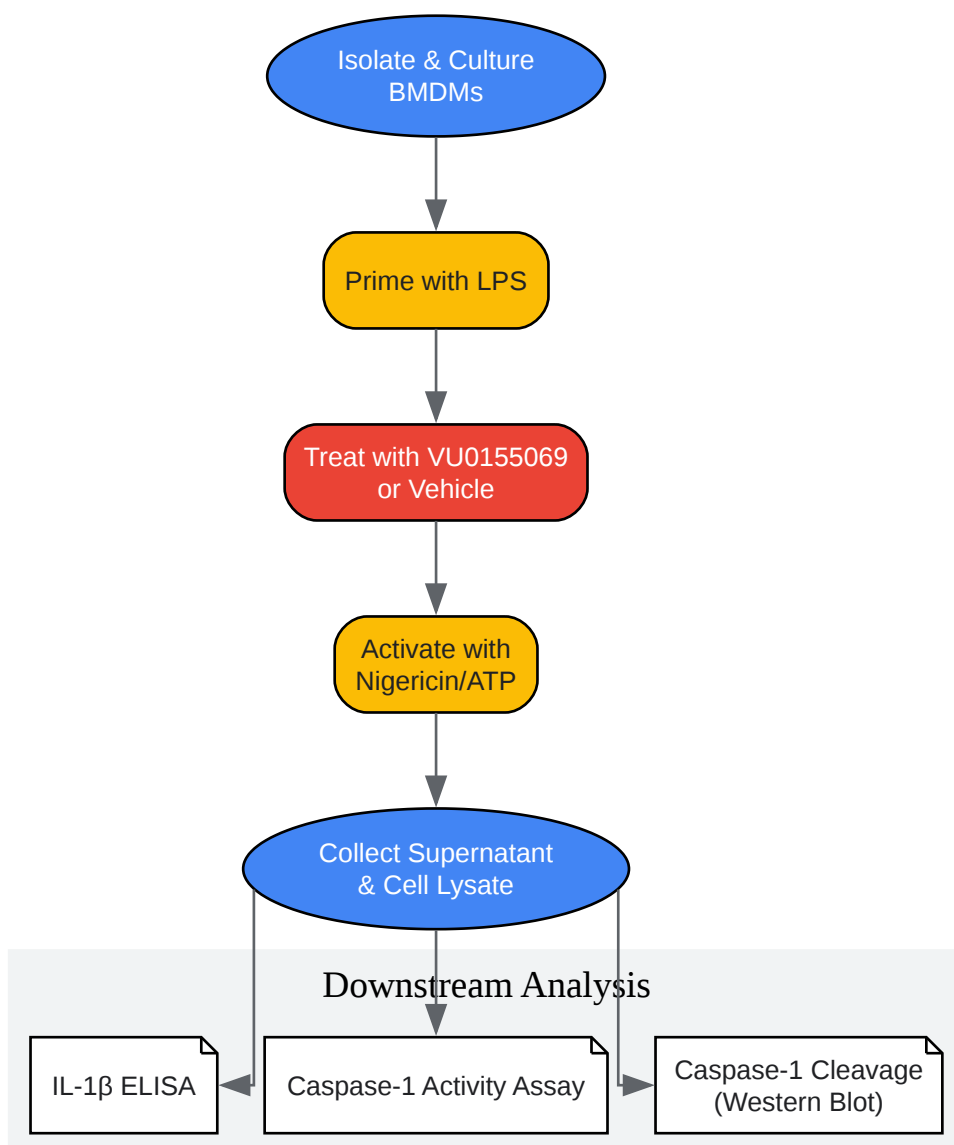 Isolate & Culture
BMDMs
Prime with LPS
Treat with VU0155069
or Vehicle
Activate with
Nigericin/ATP
Collect Supernatant
& Cell Lysate
Downstream Analysis
IL-1β ELISA
Caspase-1 Activity Assay
Caspase-1 Cleavage
(Western Blot)